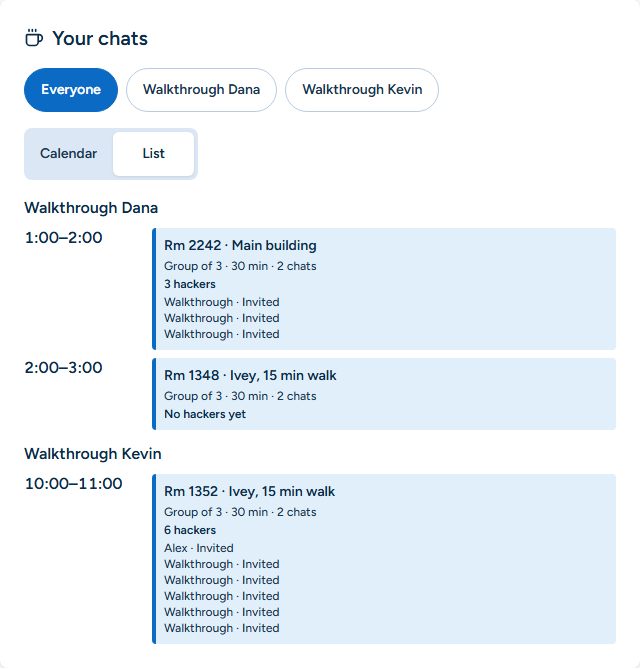 Your chats
Everyone
Walkthrough Dana
Walkthrough Kevin
Calendar
List
Walkthrough Dana
1:00–2:00
Rm 2242 · Main building
Group of 3 · 30 min · 2 chats
3 hackers
Walkthrough · Invited
Walkthrough · Invited
Walkthrough · Invited
2:00–3:00
Rm 1348 · Ivey, 15 min walk
Group of 3 · 30 min · 2 chats
No hackers yet
Walkthrough Kevin
10:00–11:00
Rm 1352 · Ivey, 15 min walk
Group of 3 · 30 min · 2 chats
6 hackers
Alex · Invited
Walkthrough · Invited
Walkthrough · Invited
Walkthrough · Invited
Walkthrough · Invited
Walkthrough · Invited